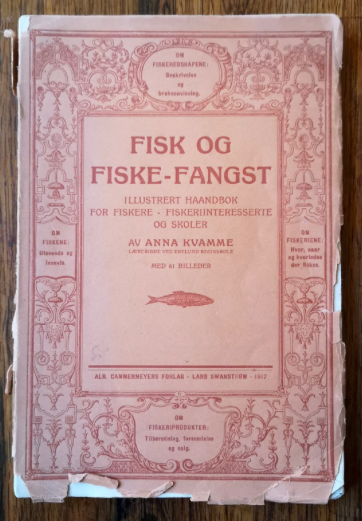 OM
FISKEREDSKAPENE:
Beskrivelse
og
bruksanvisning.
FISK OG
FISKE-FANGST
ILLUSTRERT HAANDBOK
FOR FISKERE - FISKERIINTERESSERTE
OG SKOLER
AV ANNA KVAMME
MED 61 BILLEDER
OM
FISKENE:
Utseende og
levesæt.
OM
FISKERIENE:
Hvor, naar
og hvorledes
der fiskes.
ALB. CAMMERMEYERS FORLAG - LARS SWANSTRØM - 1917
OM
FISKERIPRODUKTER:
Tilberedning, forsendelse
og salg.